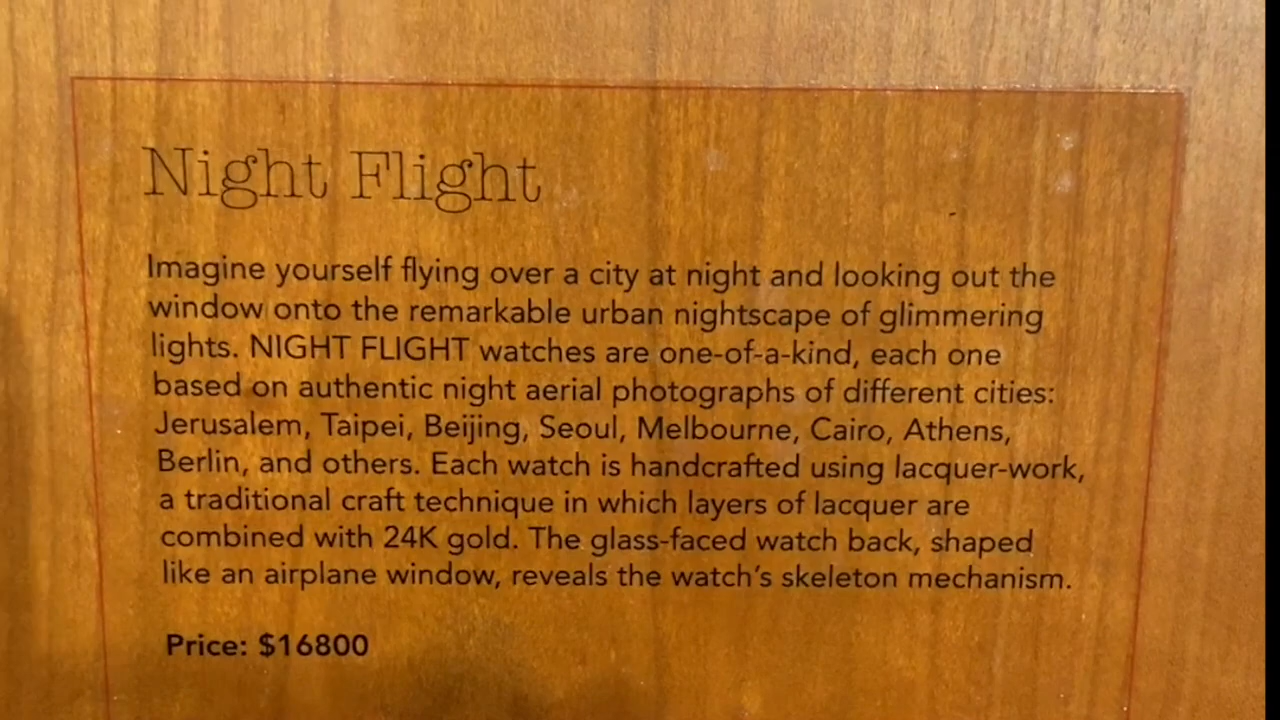 Night Flight
Imagine yourself flying over a city at night and looking out the
window onto the remarkable urban nightscape of glimmering
lights. NIGHT FLIGHT watches are one-of-a-kind, each one
based on authentic night aerial photographs of different cities:
Jerusalem, Taipei, Beijing, Seoul, Melbourne, Cairo, Athens,
Berlin, and others. Each watch is handcrafted using lacquer-work,
a traditional craft technique in which layers of lacquer are
combined with 24K gold. The glass-faced watch back, shaped
like an airplane window, reveals the watch’s skeleton mechanism.
Price: $16800